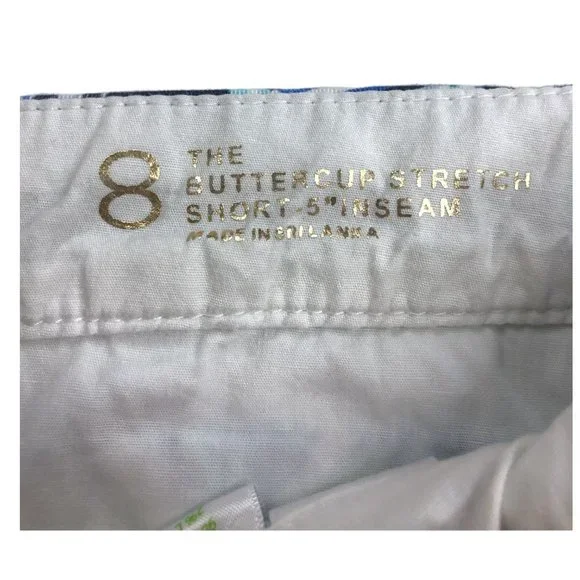 8
THE
BUTTERCUP STRETCH
SHORT-5" INSEAM
MADE IN SRI LANKA